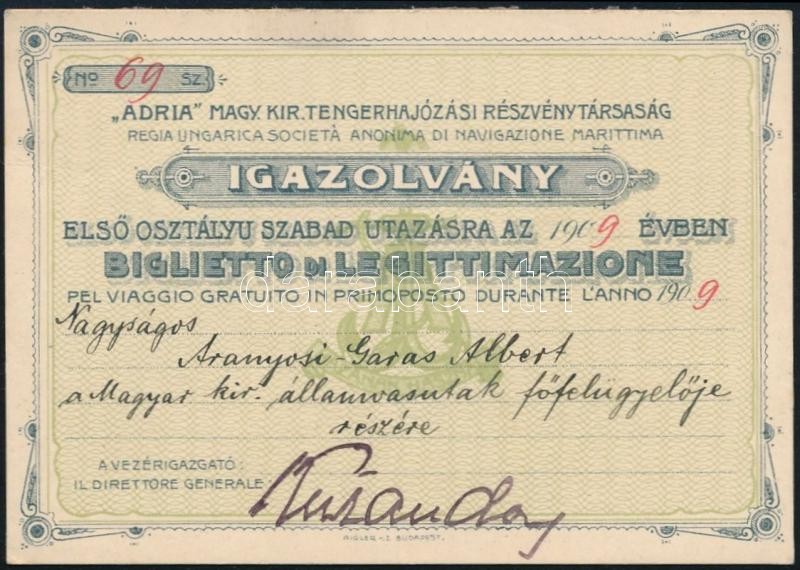 No 69 SZ.
„ADRIA” MAGY. KIR. TENGERHAJÓZÁSI RÉSZVÉNYTÁRSASÁG
REGIA UNGARICA SOCIETÀ ANONIMA DI NAVIGAZIONE MARITTIMA
IGAZOLVÁNY
ELSŐ OSZTÁLYU SZABAD UTAZÁSRA AZ 1909 ÉVBEN
BIGLIETTO DI LEGITTIMAZIONE
darabanth
PEL VIAGGIO GRATUITO IN PRIMOPOSTO DURANTE L'ANNO 1909
Nagyságos
Aranyosi-Garas Albert
a Magyar kir. államvasutak főfelügyelője
részére
A VEZÉRIGAZGATÓ:
IL DIRETTORE GENERALE
RIGLER J. BUDAPEST.